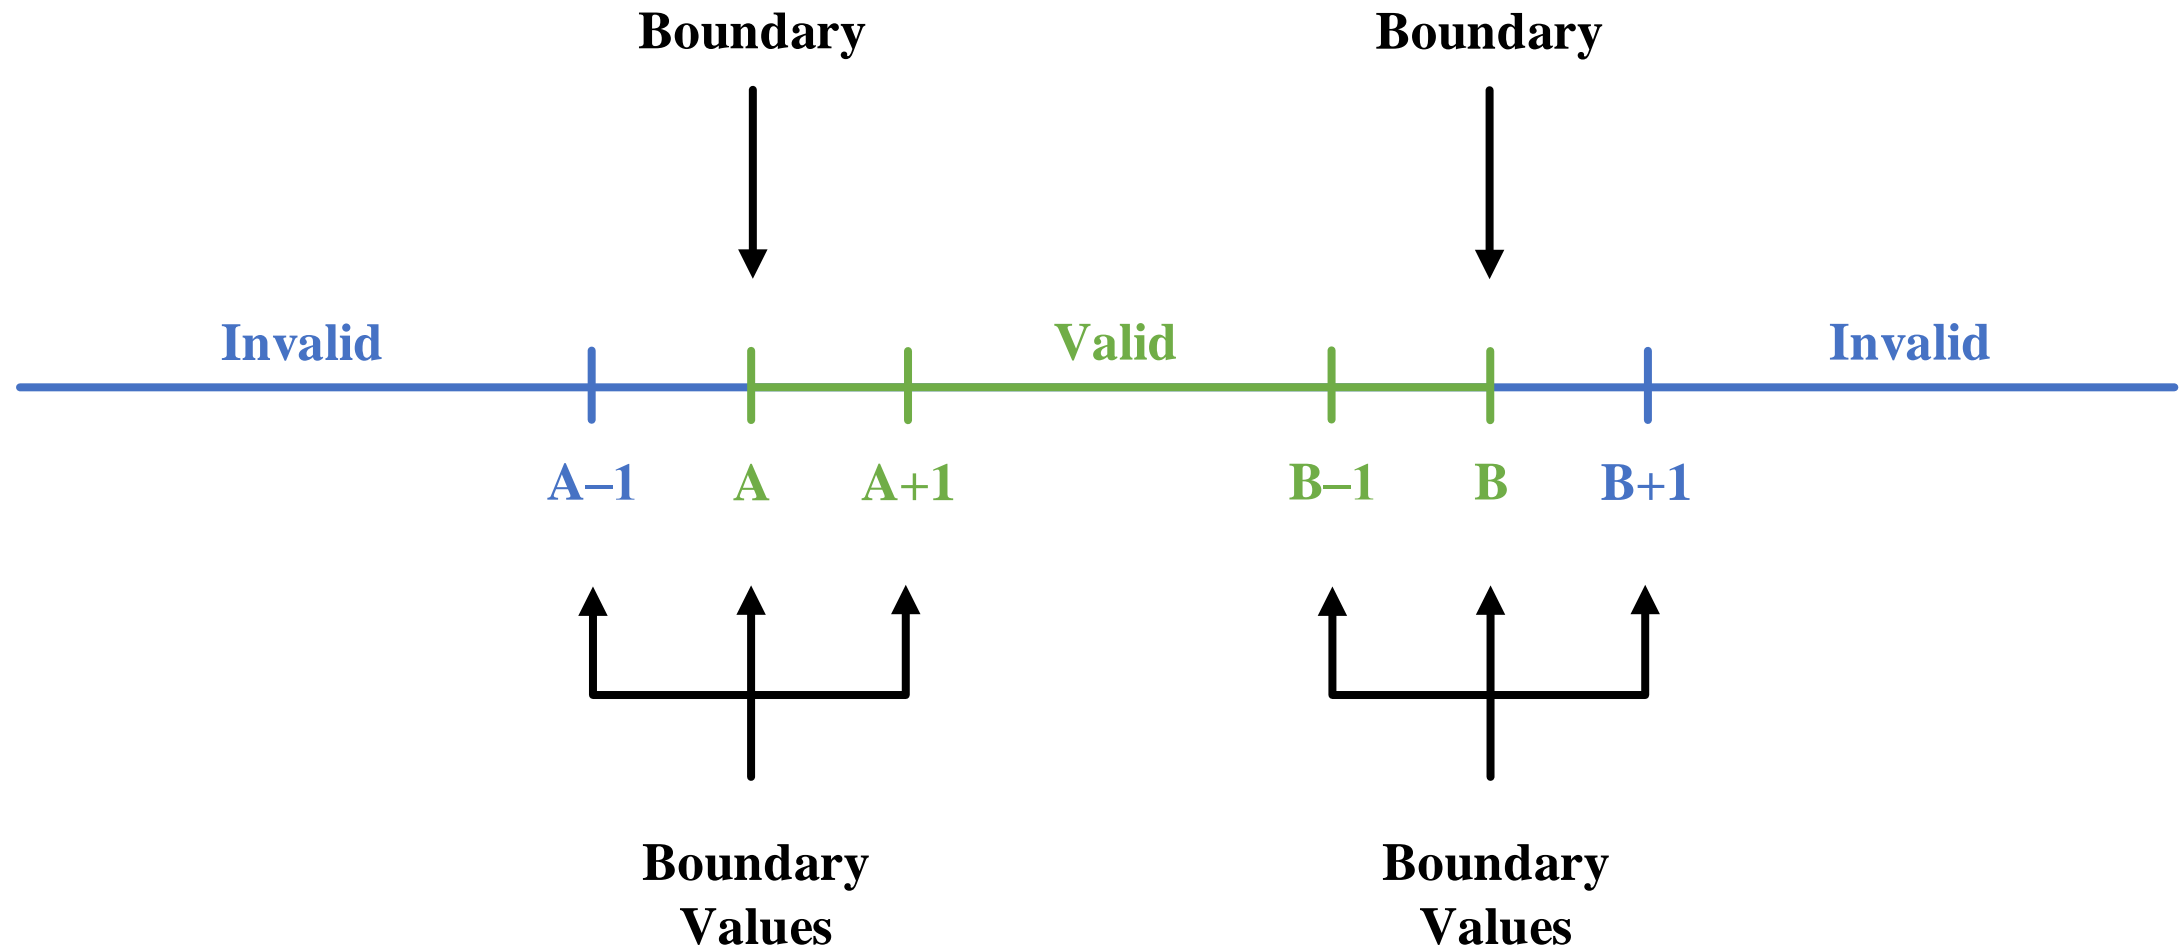 Boundary
Boundary
Invalid
Valid
Invalid
A–1
A
A+1
B–1
B
B+1
Boundary
Values
Boundary
Values